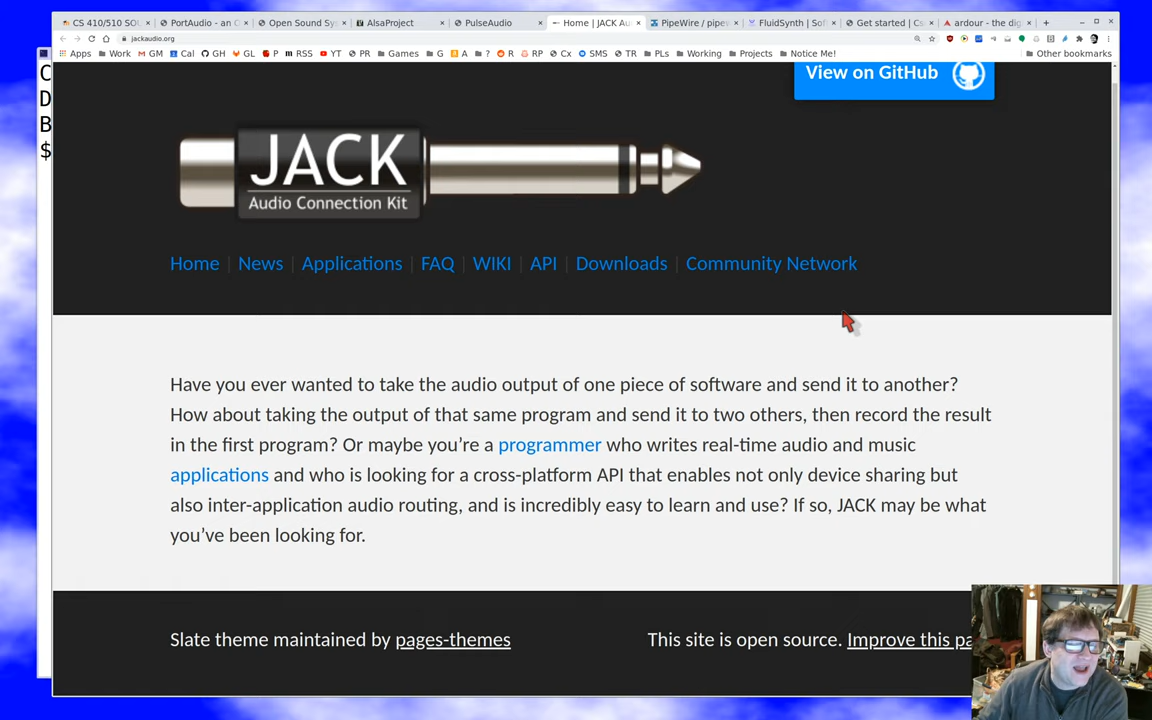 CS 410/510 SO
PortAudio - an
Open Sound Sy
AlsaProject
PulseAudio
Home | JACK Au
PipeWire / pipew
FluidSynth | Sof
Get started | Cs
ardour - the dig
jackaudio.org
Apps Work GM Cal GH GL P RSS YT PR Games G A ? R RP Cx SMS TR PLs Working Projects Notice Me! Other bookmarks
C
D
B
$
View on GitHub
JACK
Audio Connection Kit
Home | News | Applications | FAQ | WIKI | API | Downloads | Community Network
Have you ever wanted to take the audio output of one piece of software and send it to another?
How about taking the output of that same program and send it to two others, then record the result
in the first program? Or maybe you’re a programmer who writes real-time audio and music
applications and who is looking for a cross-platform API that enables not only device sharing but
also inter-application audio routing, and is incredibly easy to learn and use? If so, JACK may be what
you’ve been looking for.
Slate theme maintained by pages-themes
This site is open source. Improve this pa